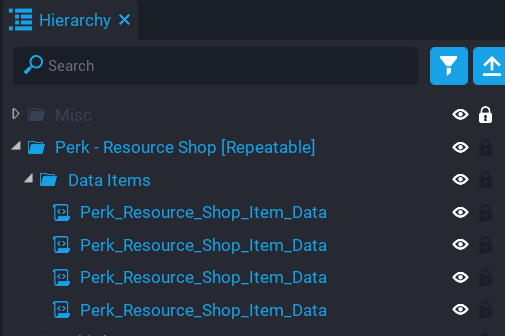 Hierarchy
Search
Misc
Perk - Resource Shop [Repeatable]
Data Items
Perk_Resource_Shop_Item_Data
Perk_Resource_Shop_Item_Data
Perk_Resource_Shop_Item_Data
Perk_Resource_Shop_Item_Data